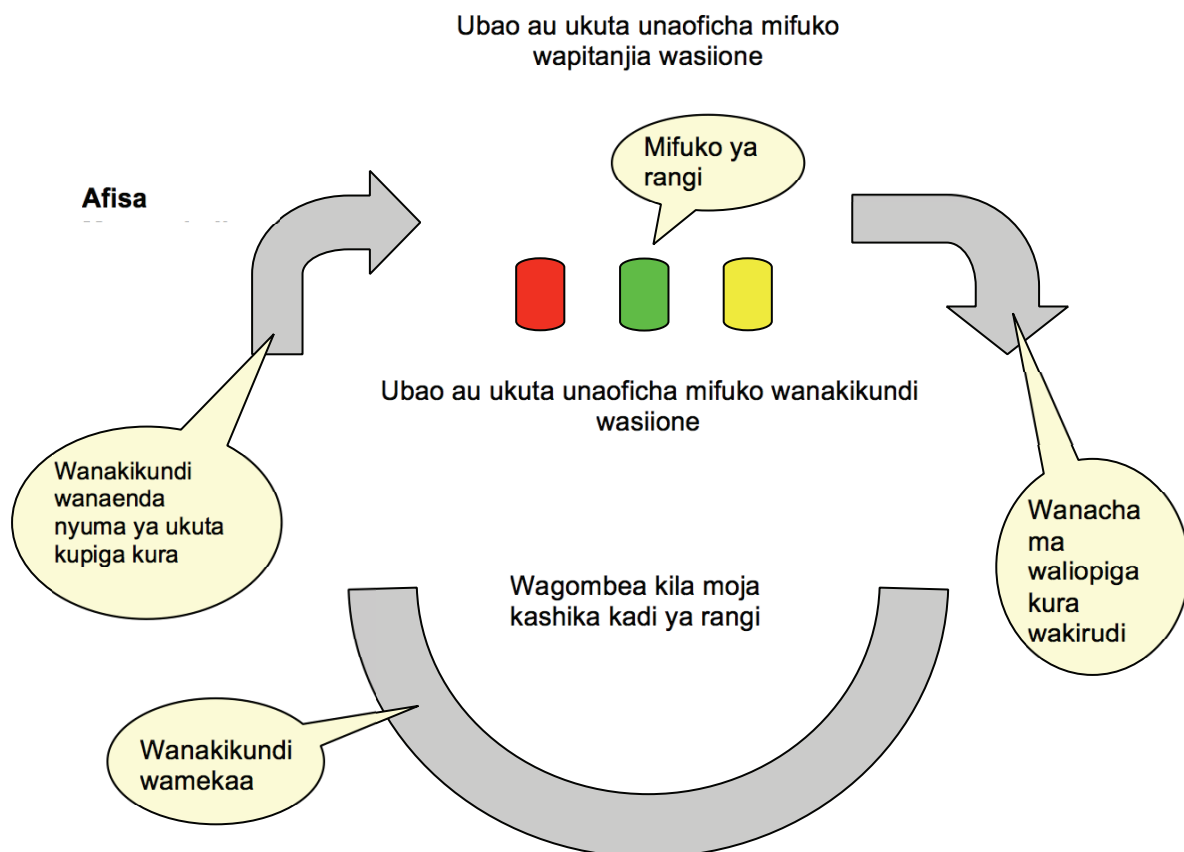 Ubao au ukuta unaoficha mifuko
wapitanjia wasiione
Mifuko ya
rangi
Afisa
Ubao au ukuta unaoficha mifuko wanakikundi
wasiione
Wanakikundi
wanaenda
nyuma ya ukuta
kupiga kura
Wanacha
ma
waliopiga
kura
wakirudi
Wagombea kila moja
kashika kadi ya rangi
Wanakikundi
wamekaa